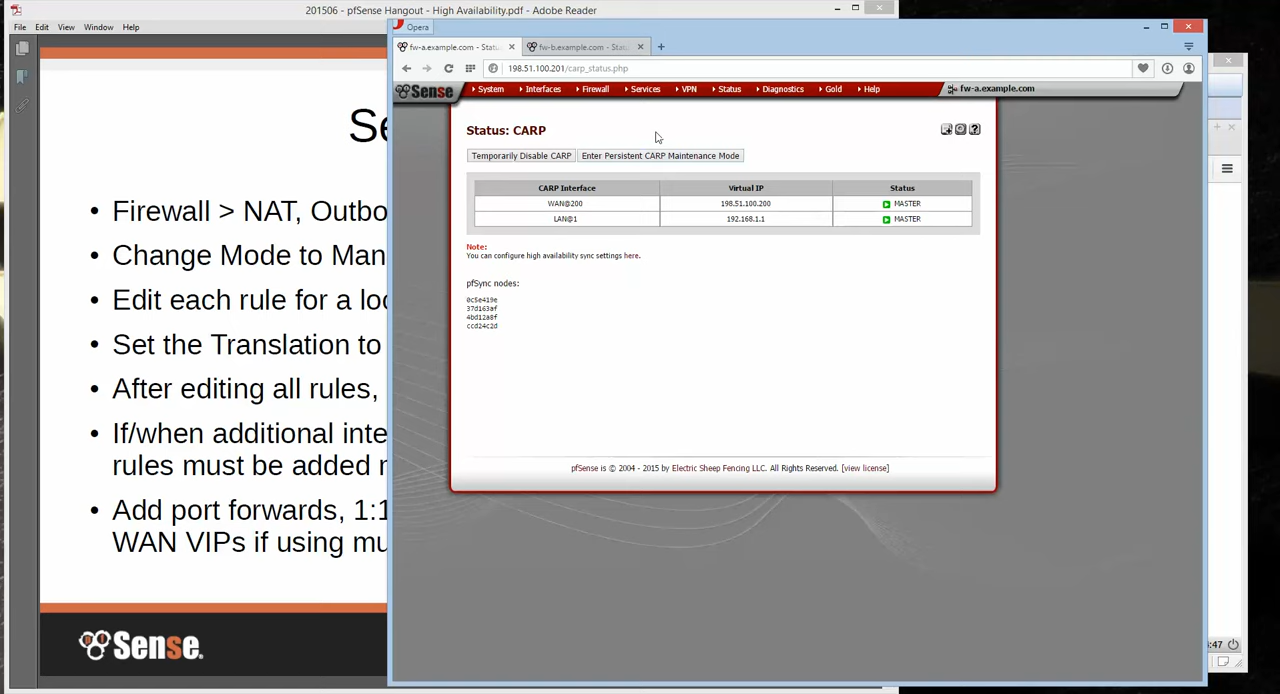 201506 - pfSense Hangout - High Availability.pdf - Adobe Reader
File Edit View Window Help
Opera
fw-a.example.com - Statu
fw-b.example.com - Statu
198.51.100.201/carp_status.php
Sense
System Interfaces Firewall Services VPN Status Diagnostics Gold Help
fw-a.example.com
Status: CARP
Temporarily Disable CARP
Enter Persistent CARP Maintenance Mode
CARP Interface Virtual IP Status
WAN@200 198.51.100.200 MASTER
LAN@1 192.168.1.1 MASTER
Note:
You can configure high availability sync settings here.
pfSync nodes:
0c5e419e
37d163af
4bd12a8f
ccd24c2d
pfSense is © 2004 - 2015 by Electric Sheep Fencing LLC. All Rights Reserved. [view license]
Se
• Firewall > NAT, Outbo
• Change Mode to Man
• Edit each rule for a loc
• Set the Translation to
• After editing all rules,
• If/when additional inte
rules must be added m
• Add port forwards, 1:1
WAN VIPs if using mu
Sense
:47